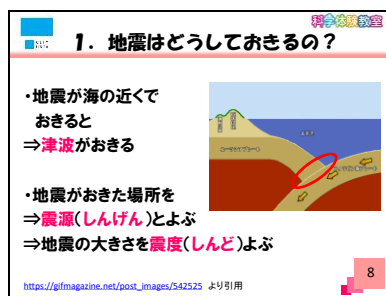 科学体験教室
1．地震はどうしておきるの？
・地震が海の近くで
おきると
⇒津波がおきる
・地震がおきた場所を
⇒震源(しんげん)とよぶ
⇒地震の大きさを震度(しんど)よぶ
https://gifmagazine.net/post_images/542525 より引用
8